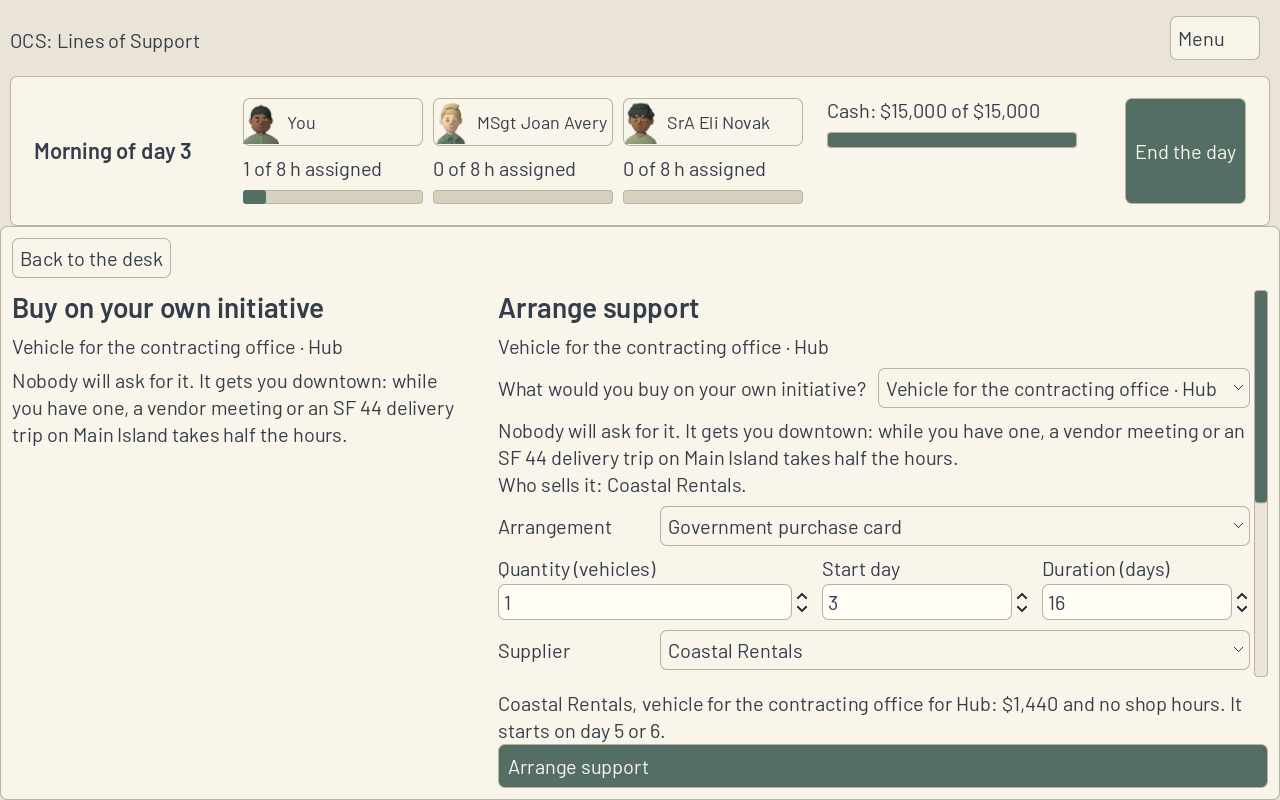 OCS: Lines of Support
Menu
Morning of day 3
You
1 of 8 h assigned
MSgt Joan Avery
0 of 8 h assigned
SrA Eli Novak
0 of 8 h assigned
Cash: $15,000 of $15,000
End the day
Back to the desk
Buy on your own initiative
Vehicle for the contracting office · Hub
Nobody will ask for it. It gets you downtown: while
you have one, a vendor meeting or an SF 44 delivery
trip on Main Island takes half the hours.
Arrange support
Vehicle for the contracting office · Hub
What would you buy on your own initiative?
Vehicle for the contracting office · Hub
Nobody will ask for it. It gets you downtown: while you have one, a vendor meeting or an
SF 44 delivery trip on Main Island takes half the hours.
Who sells it: Coastal Rentals.
Arrangement
Government purchase card
Quantity (vehicles)
Start day
Duration (days)
1
3
16
Supplier
Coastal Rentals
Coastal Rentals, vehicle for the contracting office for Hub: $1,440 and no shop hours. It
starts on day 5 or 6.
Arrange support